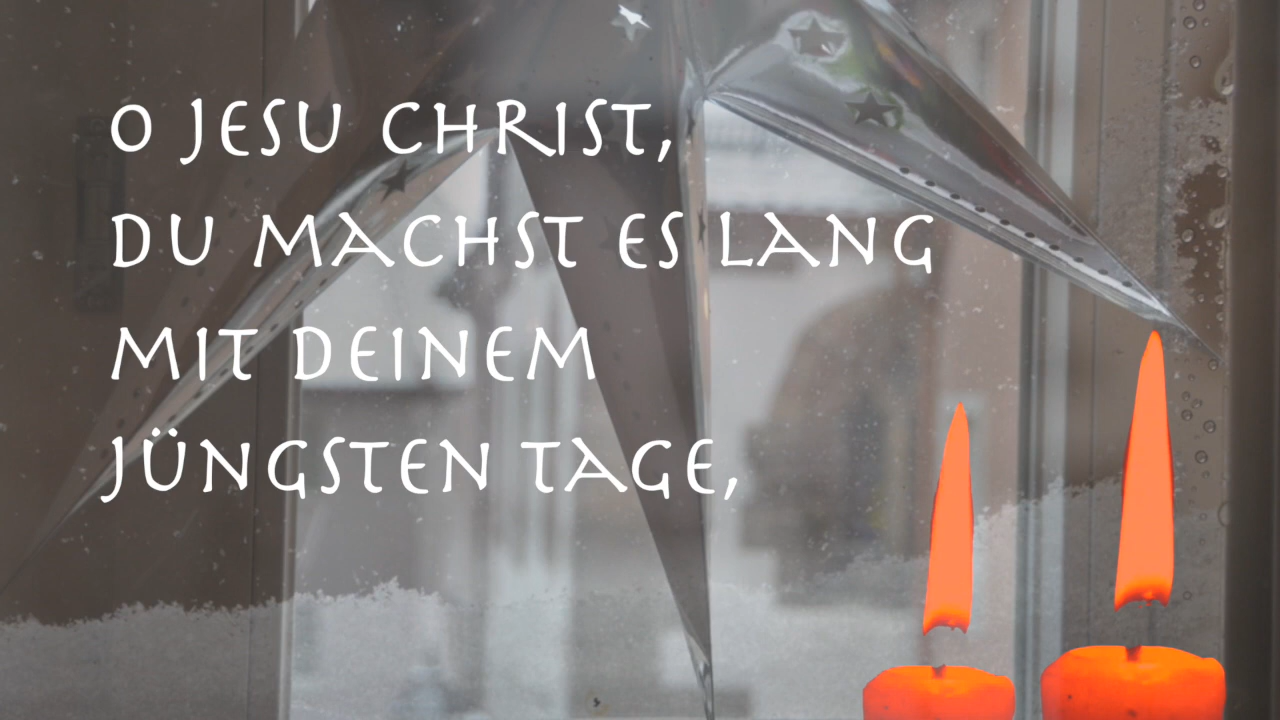 O JESU CHRIST,
DU MACHST ES LANG
MIT DEINEM
JÜNGSTEN TAGE,